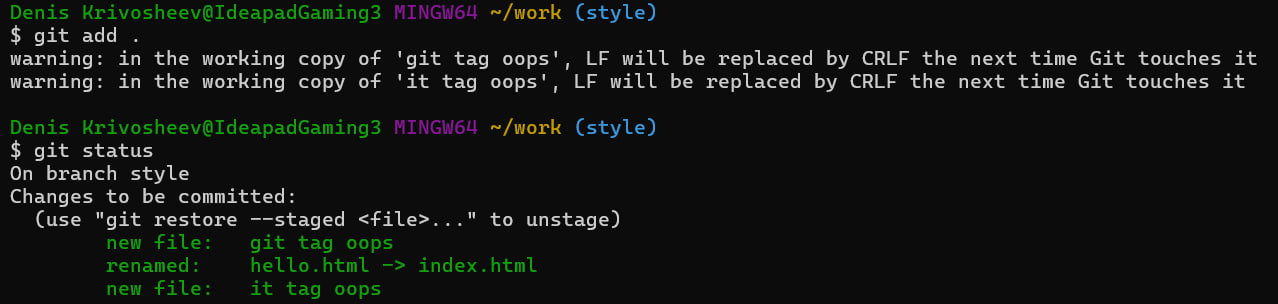 Denis Krivosheev@IdeapadGaming3 MINGW64 ~/work (style)
$ git add .
warning: in the working copy of 'git tag oops', LF will be replaced by CRLF the next time Git touches it
warning: in the working copy of 'it tag oops', LF will be replaced by CRLF the next time Git touches it

Denis Krivosheev@IdeapadGaming3 MINGW64 ~/work (style)
$ git status
On branch style
Changes to be committed:
  (use "git restore --staged <file>..." to unstage)
        new file:   git tag oops
        renamed:    hello.html -> index.html
        new file:   it tag oops